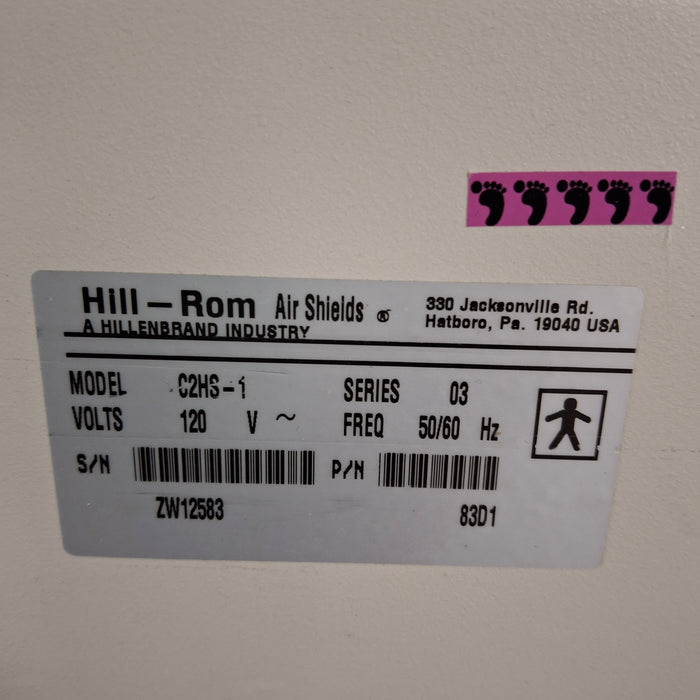 Hill-Rom Air Shields ®
A HILLENBRAND INDUSTRY
330 Jacksonville Rd.
Hatboro, Pa. 19040 USA
MODEL C2HS-1 SERIES 03
VOLTS 120 V ~ FREQ 50/60 Hz
S/N P/N
ZW12583 83D1